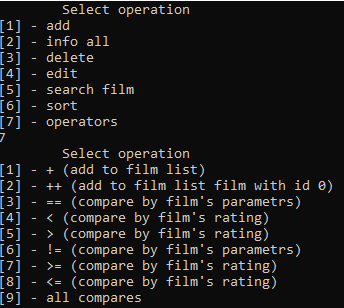 Select operation
[1] - add
[2] - info all
[3] - delete
[4] - edit
[5] - search film
[6] - sort
[7] - operators
7
Select operation
[1] - + (add to film list)
[2] - ++ (add to film list film with id 0)
[3] - == (compare by film's parametrs)
[4] - < (compare by film's rating)
[5] - > (compare by film's rating)
[6] - != (compare by film's parametrs)
[7] - >= (compare by film's rating)
[8] - <= (compare by film's rating)
[9] - all compares